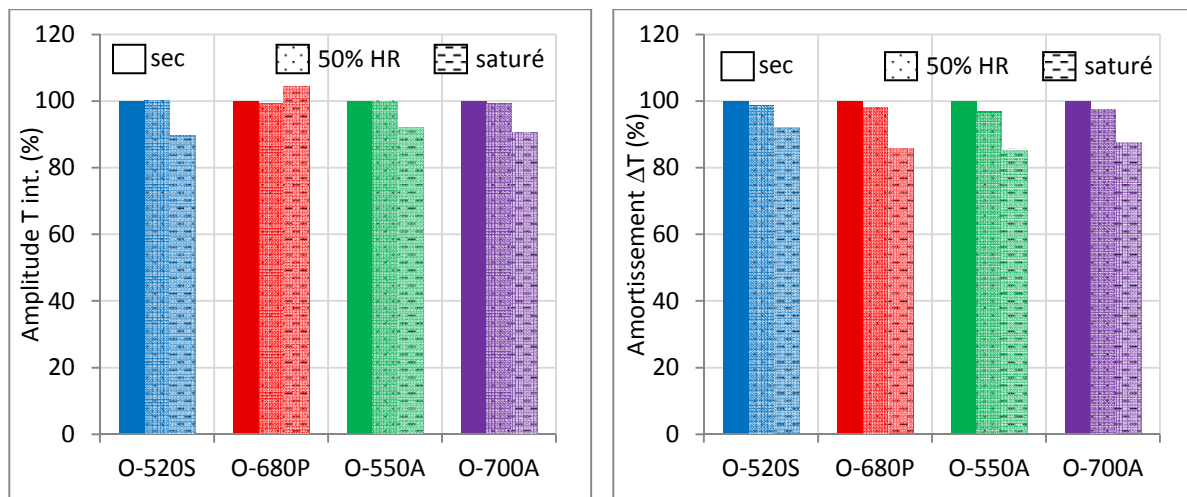 Amplitude T int. (%)
120
100
80
60
40
20
0
sec
50% HR
saturé
O-520S
O-680P
O-550A
O-700A
Amortissement ΔT (%)
120
100
80
60
40
20
0
sec
50% HR
saturé
O-520S
O-680P
O-550A
O-700A